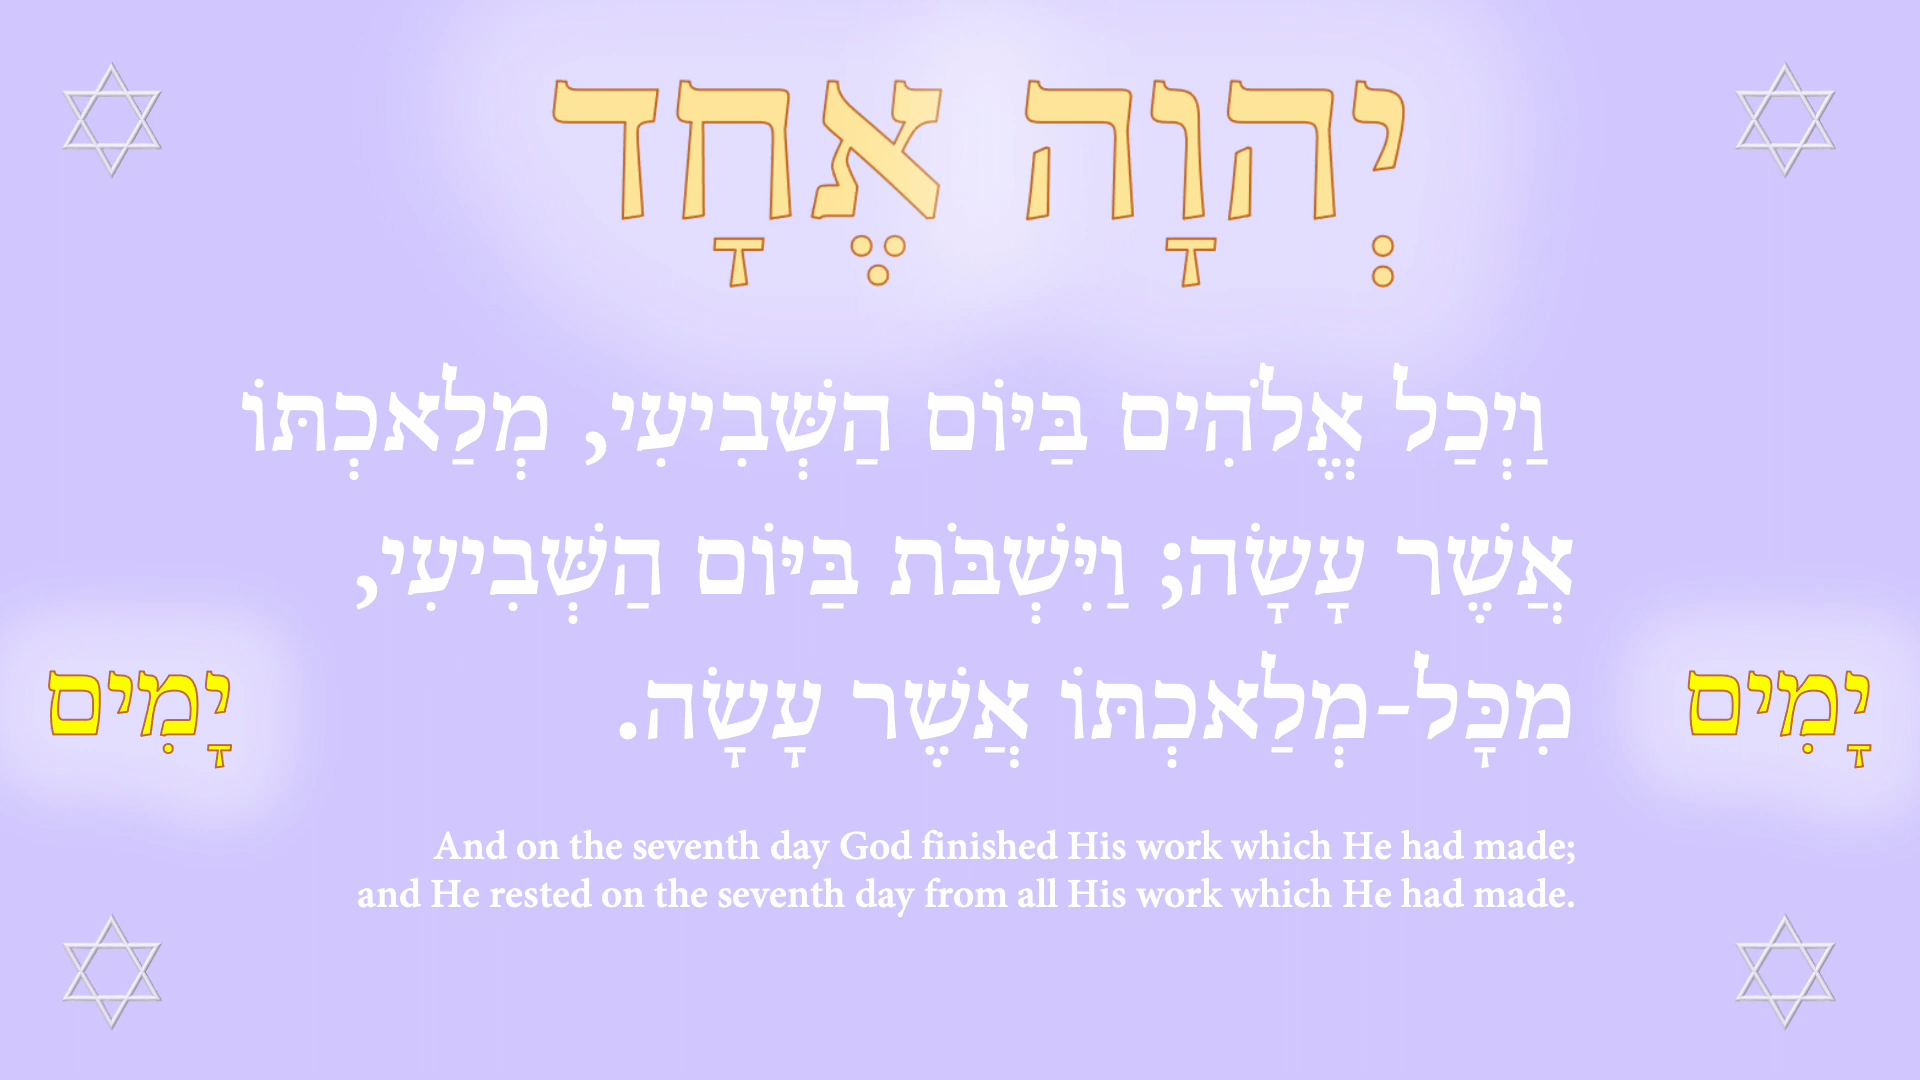 יְהוָה אֶחָד
וַיְכַל אֱלֹהִים בַּיּוֹם הַשְּׁבִיעִי, מְלַאכְתּוֹ
אֲשֶׁר עָשָׂה; וַיִּשְׁבֹּת בַּיּוֹם הַשְּׁבִיעִי,
מִכָּל-מְלַאכְתּוֹ אֲשֶׁר עָשָׂה.
יָמִים
יָמִים
And on the seventh day God finished His work which He had made;
and He rested on the seventh day from all His work which He had made.